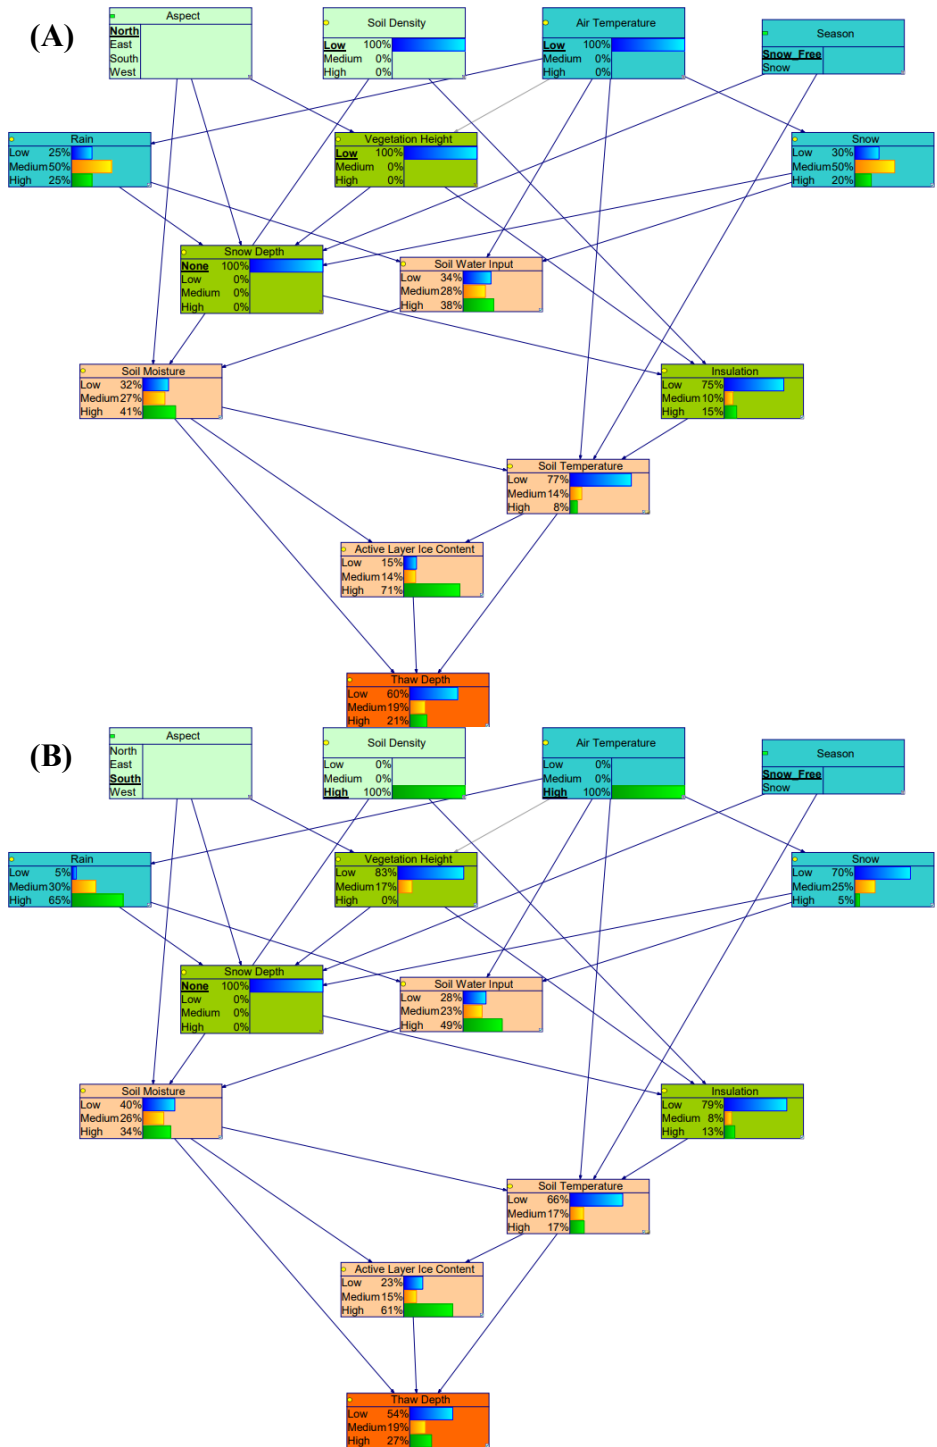 (A)
Aspect
North
East
South
West
Soil Density
Low 100%
Medium 0%
High 0%
Air Temperature
Low 100%
Medium 0%
High 0%
Season
Snow_Free
Snow
Rain
Low 25%
Medium 50%
High 25%
Vegetation Height
Low 100%
Medium 0%
High 0%
Snow
Low 30%
Medium 50%
High 20%
Snow Depth
None 100%
Low 0%
Medium 0%
High 0%
Soil Water Input
Low 34%
Medium 28%
High 38%
Soil Moisture
Low 32%
Medium 27%
High 41%
Insulation
Low 75%
Medium 10%
High 15%
Soil Temperature
Low 77%
Medium 14%
High 8%
Active Layer Ice Content
Low 15%
Medium 14%
High 71%
Thaw Depth
Low 60%
Medium 19%
High 21%
(B)
Aspect
North
East
South
West
Soil Density
Low 0%
Medium 0%
High 100%
Air Temperature
Low 0%
Medium 0%
High 100%
Season
Snow_Free
Snow
Rain
Low 5%
Medium 30%
High 65%
Vegetation Height
Low 83%
Medium 17%
High 0%
Snow
Low 70%
Medium 25%
High 5%
Snow Depth
None 100%
Low 0%
Medium 0%
High 0%
Soil Water Input
Low 28%
Medium 23%
High 49%
Soil Moisture
Low 40%
Medium 26%
High 34%
Insulation
Low 79%
Medium 8%
High 13%
Soil Temperature
Low 66%
Medium 17%
High 17%
Active Layer Ice Content
Low 23%
Medium 15%
High 61%
Thaw Depth
Low 54%
Medium 19%
High 27%